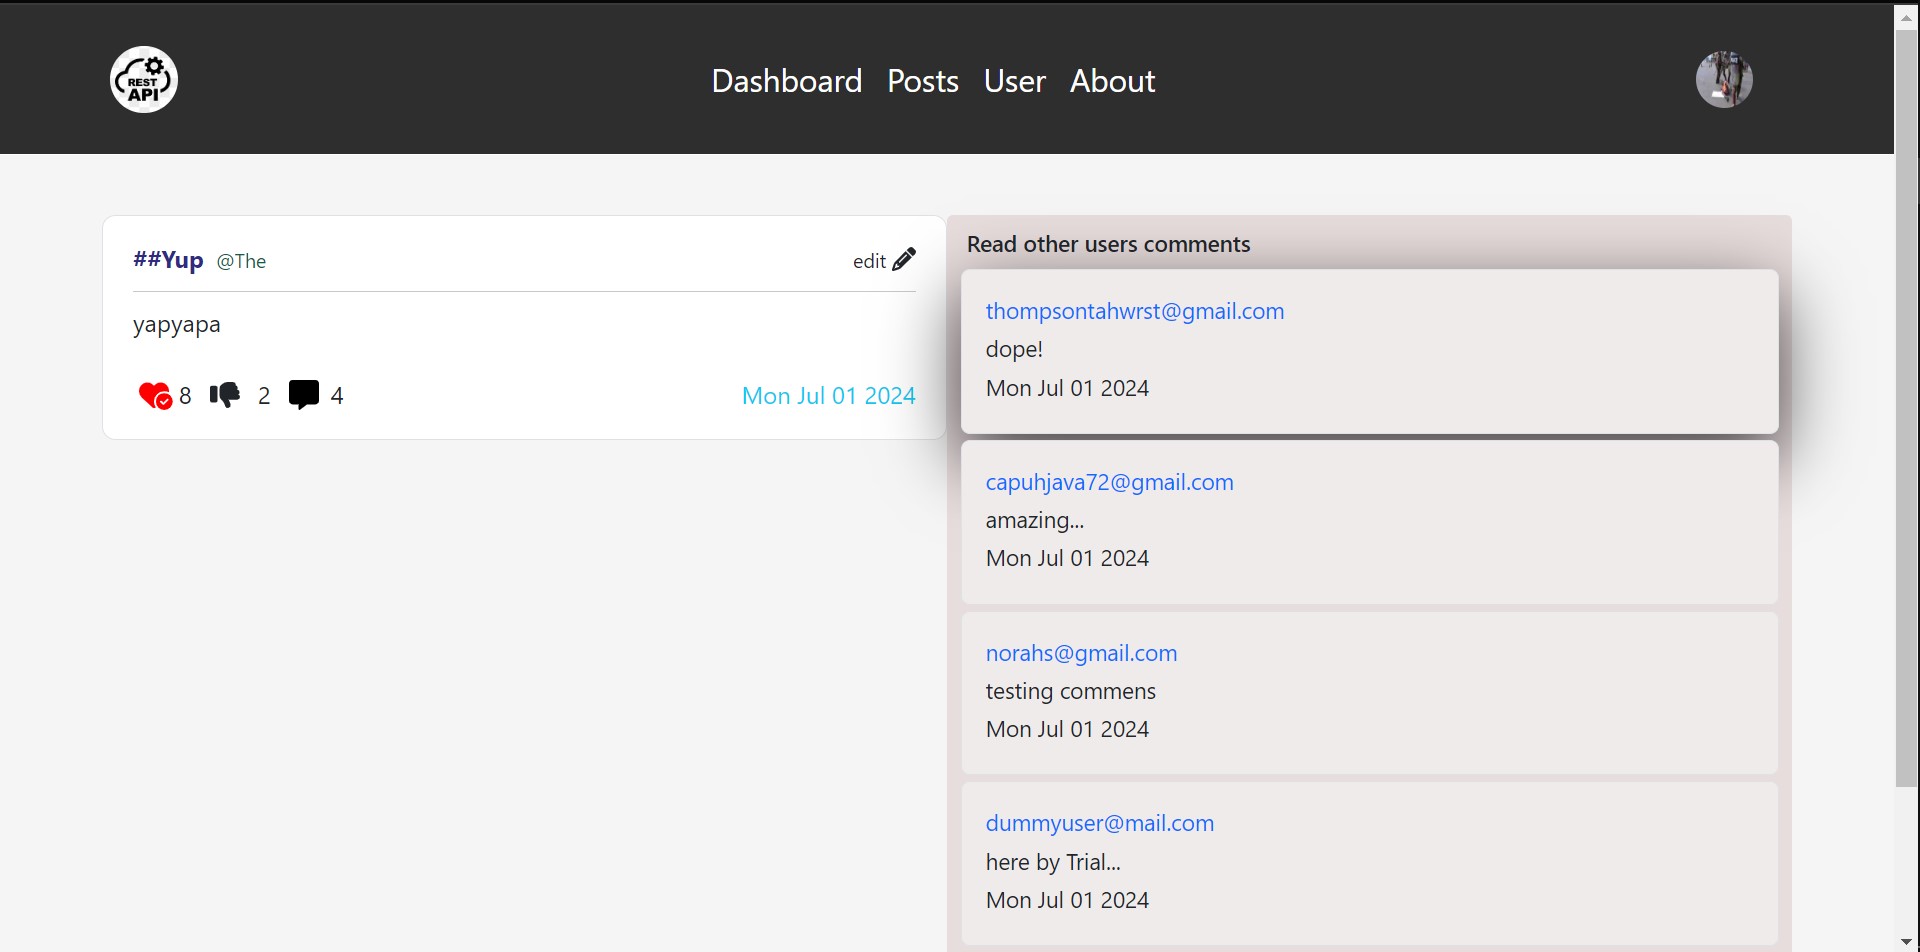 REST
API
Dashboard Posts User About
##Yup @The edit
yapyapa
8 2 4 Mon Jul 01 2024
Read other users comments
thompsontahwrst@gmail.com
dope!
Mon Jul 01 2024
capuhjava72@gmail.com
amazing...
Mon Jul 01 2024
norahs@gmail.com
testing commens
Mon Jul 01 2024
dummyuser@mail.com
here by Trial...
Mon Jul 01 2024